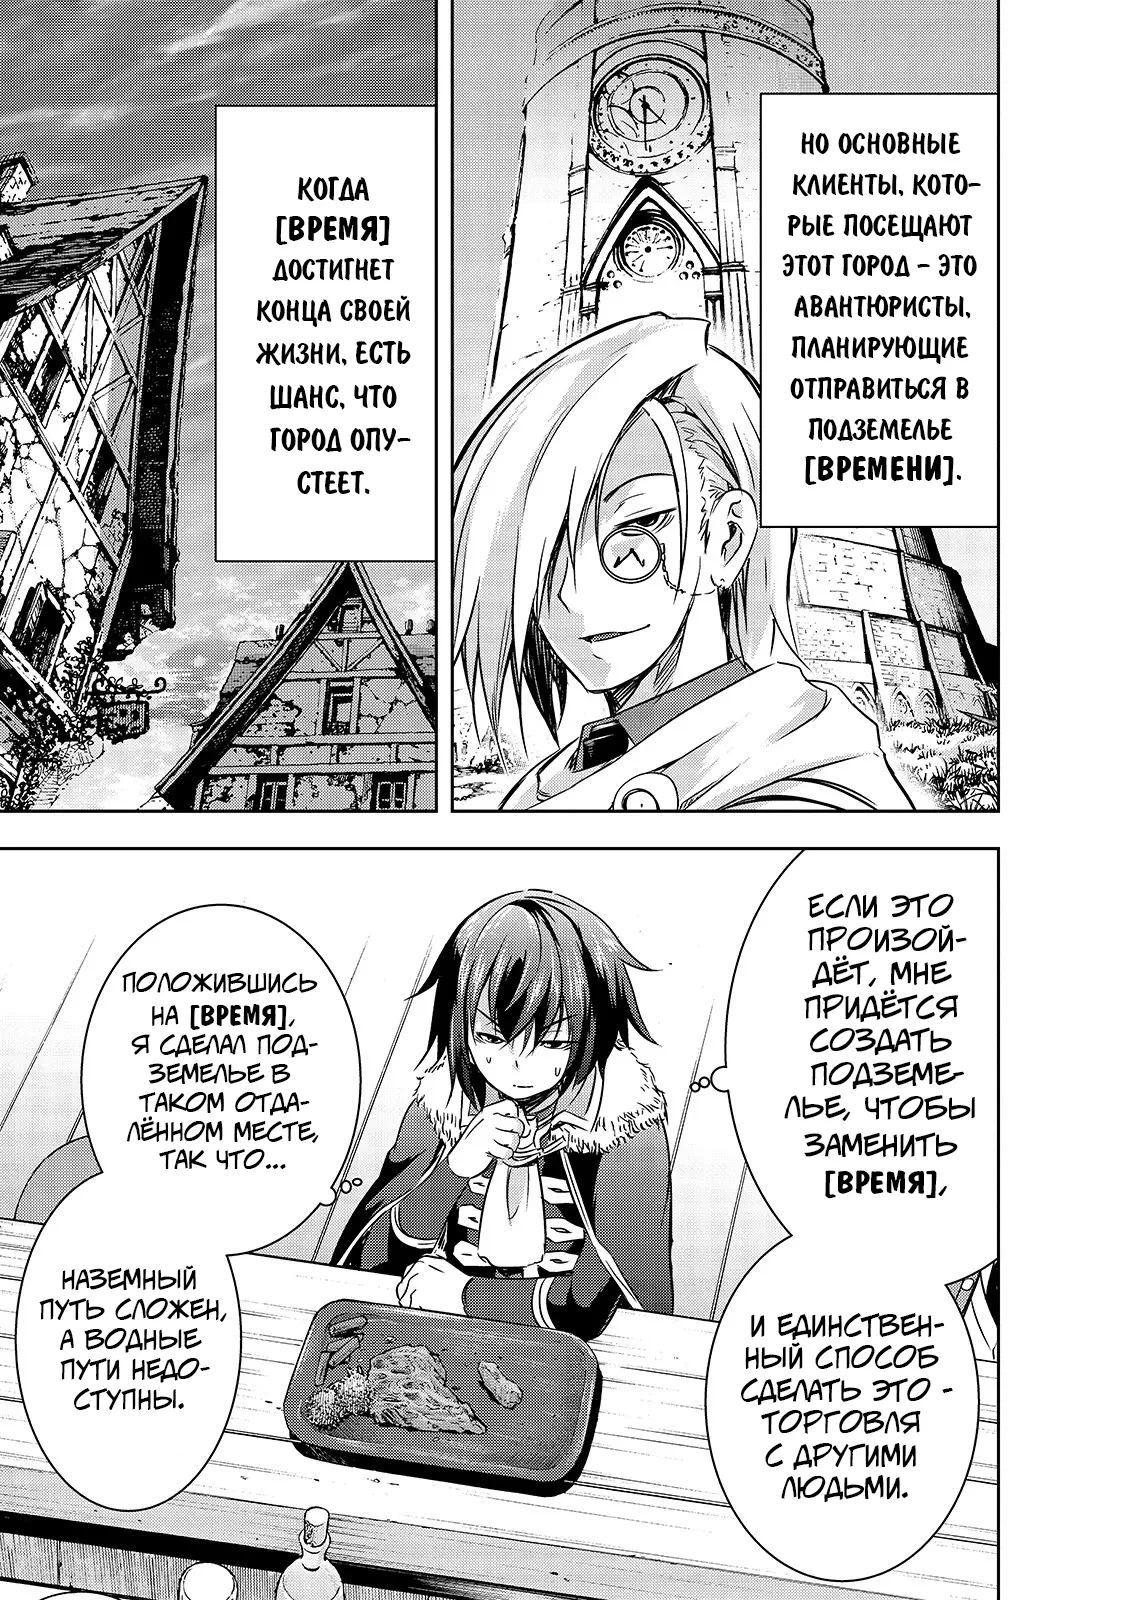 НО ОСНОВНЫЕ
КЛИЕНТЫ, КОТО-
РЫЕ ПОСЕЩАЮТ
ЭТОТ ГОРОД - ЭТО
АВАНТЮРИСТЫ,
ПЛАНИРУЮЩИЕ
ОТПРАВИТЬСЯ В
ПОДЗЕМЕЛЬЕ
[ВРЕМЕНИ].
КОГДА
[ВРЕМЯ]
ДОСТИГНЕТ
КОНЦА СВОЕЙ
ЖИЗНИ, ЕСТЬ
ШАНС, ЧТО
ГОРОД ОПУ-
СТЕЕТ.
ЕСЛИ ЭТО
ПРОИЗОЙ-
ДЁТ, МНЕ
ПРИДЁТСЯ
СОЗДАТЬ
ПОДЗЕМЕ-
ЛЬЕ, ЧТОБЫ
ЗАМЕНИТЬ
[ВРЕМЯ],
И ЕДИНСТВЕН-
НЫЙ СПОСОБ
СДЕЛАТЬ ЭТО -
ТОРГОВЛЯ
С ДРУГИМИ
ЛЮДЬМИ.
ПОЛОЖИВШИСЬ
НА [ВРЕМЯ],
Я СДЕЛАЛ ПОД-
ЗЕМЕЛЬЕ В
ТАКОМ ОТДА-
ЛЁННОМ МЕСТЕ,
ТАК ЧТО...
НАЗЕМНЫЙ
ПУТЬ СЛОЖЕН,
А ВОДНЫЕ
ПУТИ НЕДО-
СТУПНЫ.